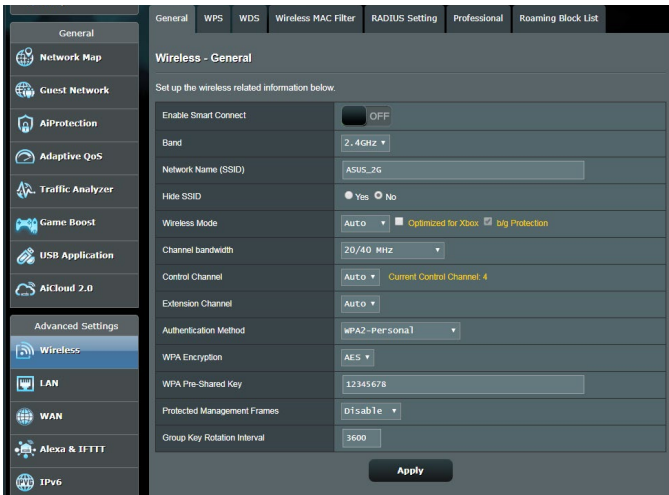 General WPS WDS Wireless MAC Filter RADIUS Setting Professional Roaming Block List
General
Network Map
Guest Network
AiProtection
Adaptive QoS
Traffic Analyzer
Game Boost
USB Application
AiCloud 2.0
Advanced Settings
Wireless
LAN
WAN
Alexa & IFTTT
IPv6
Wireless - General
Set up the wireless related information below.
Enable Smart Connect OFF
Band 2.4GHz
Network Name (SSID) ASUS_2G
Hide SSID Yes No
Wireless Mode Auto Optimized for Xbox b/g Protection
Channel bandwidth 20/40 MHz
Control Channel Auto Current Control Channel: 4
Extension Channel Auto
Authentication Method WPA2-Personal
WPA Encryption AES
WPA Pre-Shared Key 12345678
Protected Management Frames Disable
Group Key Rotation Interval 3600
Apply